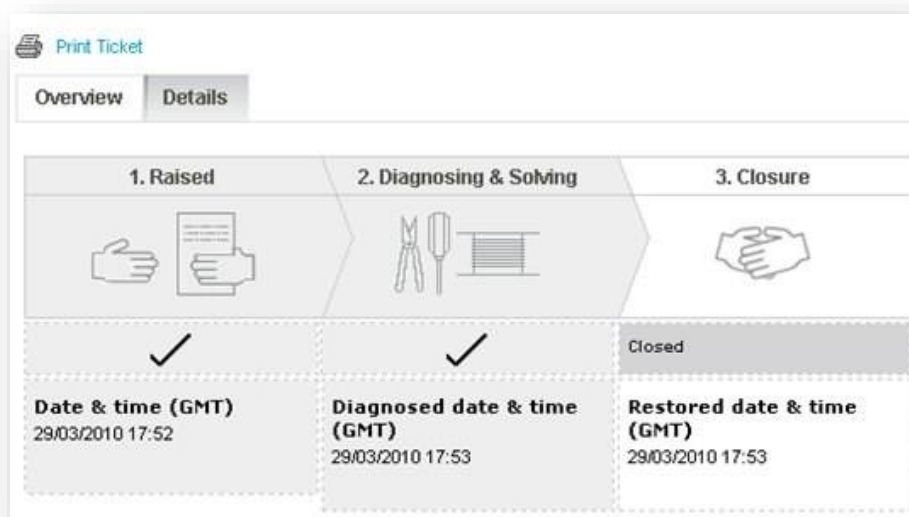 Print Ticket
Overview Details
1. Raised 2. Diagnosing & Solving 3. Closure
Closed
Date & time (GMT)
29/03/2010 17:52
Diagnosed date & time
(GMT)
29/03/2010 17:53
Restored date & time
(GMT)
29/03/2010 17:53